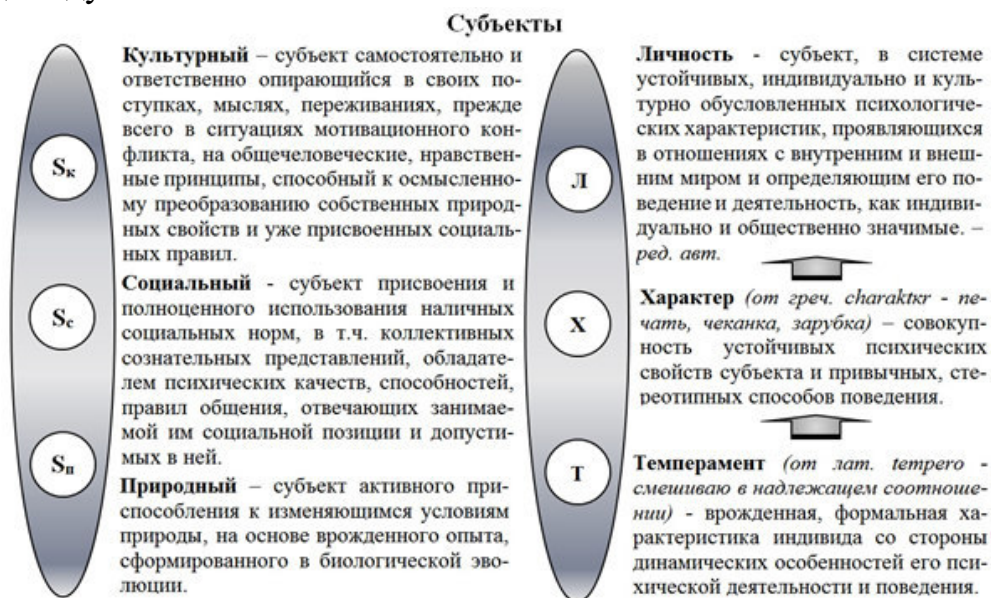 Субъекты
Культурный – субъект самостоятельно и
ответственно опирающийся в своих по-
ступках, мыслях, переживаниях, прежде
всего в ситуациях мотивационного кон-
фликта, на общечеловеческие, нравствен-
ные принципы, способный к осмысленно-
му преобразованию собственных природ-
ных свойств и уже присвоенных социаль-
ных правил.
Sк
Социальный - субъект присвоения и
полноценного использования наличных
социальных норм, в т.ч. коллективных
сознательных представлений, обладате-
лем психических качеств, способностей,
правил общения, отвечающих занимае-
мой им социальной позиции и допусти-
мых в ней.
Sс
Природный – субъект активного при-
способления к изменяющимся условиям
природы, на основе врожденного опыта,
сформированного в биологической эво-
люции.
Sп
Личность - субъект, в системе
устойчивых, индивидуально и куль-
турно обусловленных психологиче-
ских характеристик, проявляющихся
в отношениях с внутренним и внеш-
ним миром и определяющим его по-
ведение и деятельность, как индиви-
дуально и общественно значимые. –
ред. авт.
Л
Характер (от греч. charaktкr - пе-
чать, чеканка, зарубка) – совокуп-
ность устойчивых психических
свойств субъекта и привычных, сте-
реотипных способов поведения.
Х
Темперамент (от лат. tempero -
смешиваю в надлежащем соотноше-
нии) - врожденная, формальная ха-
рактеристика индивида со стороны
динамических особенностей его пси-
хической деятельности и поведения.
Т